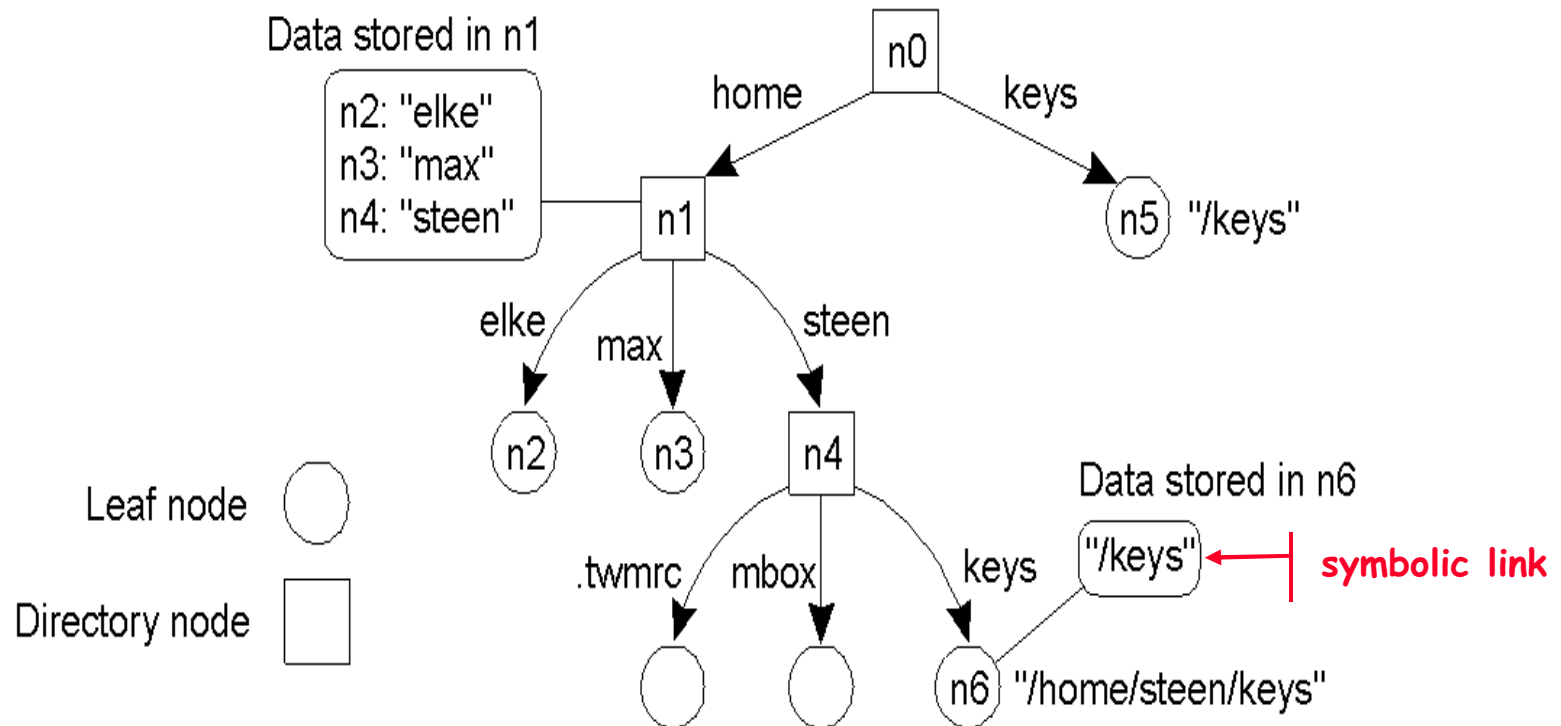 Data stored in n1
n0
home
keys
n2: "elke"
n3: "max"
n4: "steen"
n1
n5 "/keys"
elke
max
steen
n2
n3
n4
Data stored in n6
Leaf node
"/keys"
symbolic link
.twmrc
mbox
keys
Directory node
n6 "/home/steen/keys"